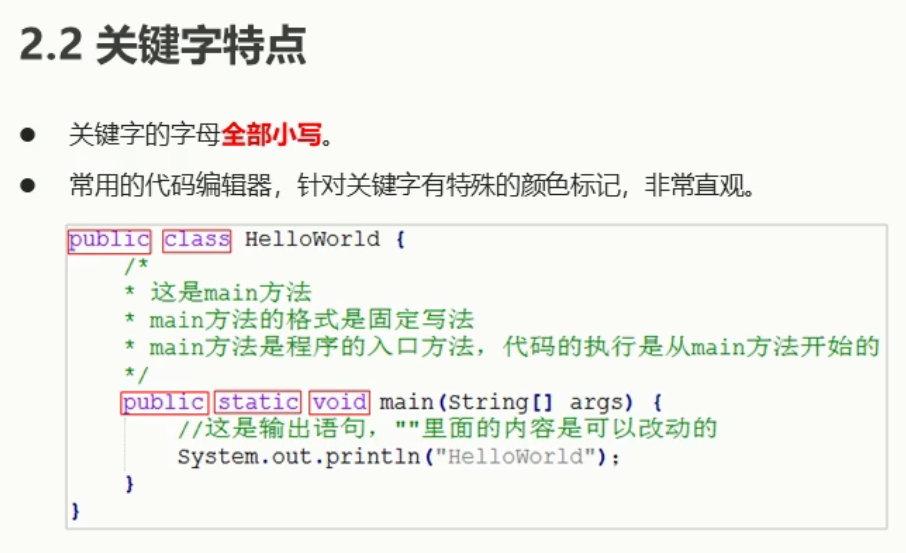 2.2 关键字特点
● 关键字的字母全部小写。
● 常用的代码编辑器，针对关键字有特殊的颜色标记，非常直观。
public class HelloWorld {
    /*
    * 这是main方法
    * main方法的格式是固定写法
    * main方法是程序的入口方法，代码的执行是从main方法开始的
    */
    public static void main(String[] args) {
        //这是输出语句，""里面的内容是可以改动的
        System.out.println("HelloWorld");
    }
}